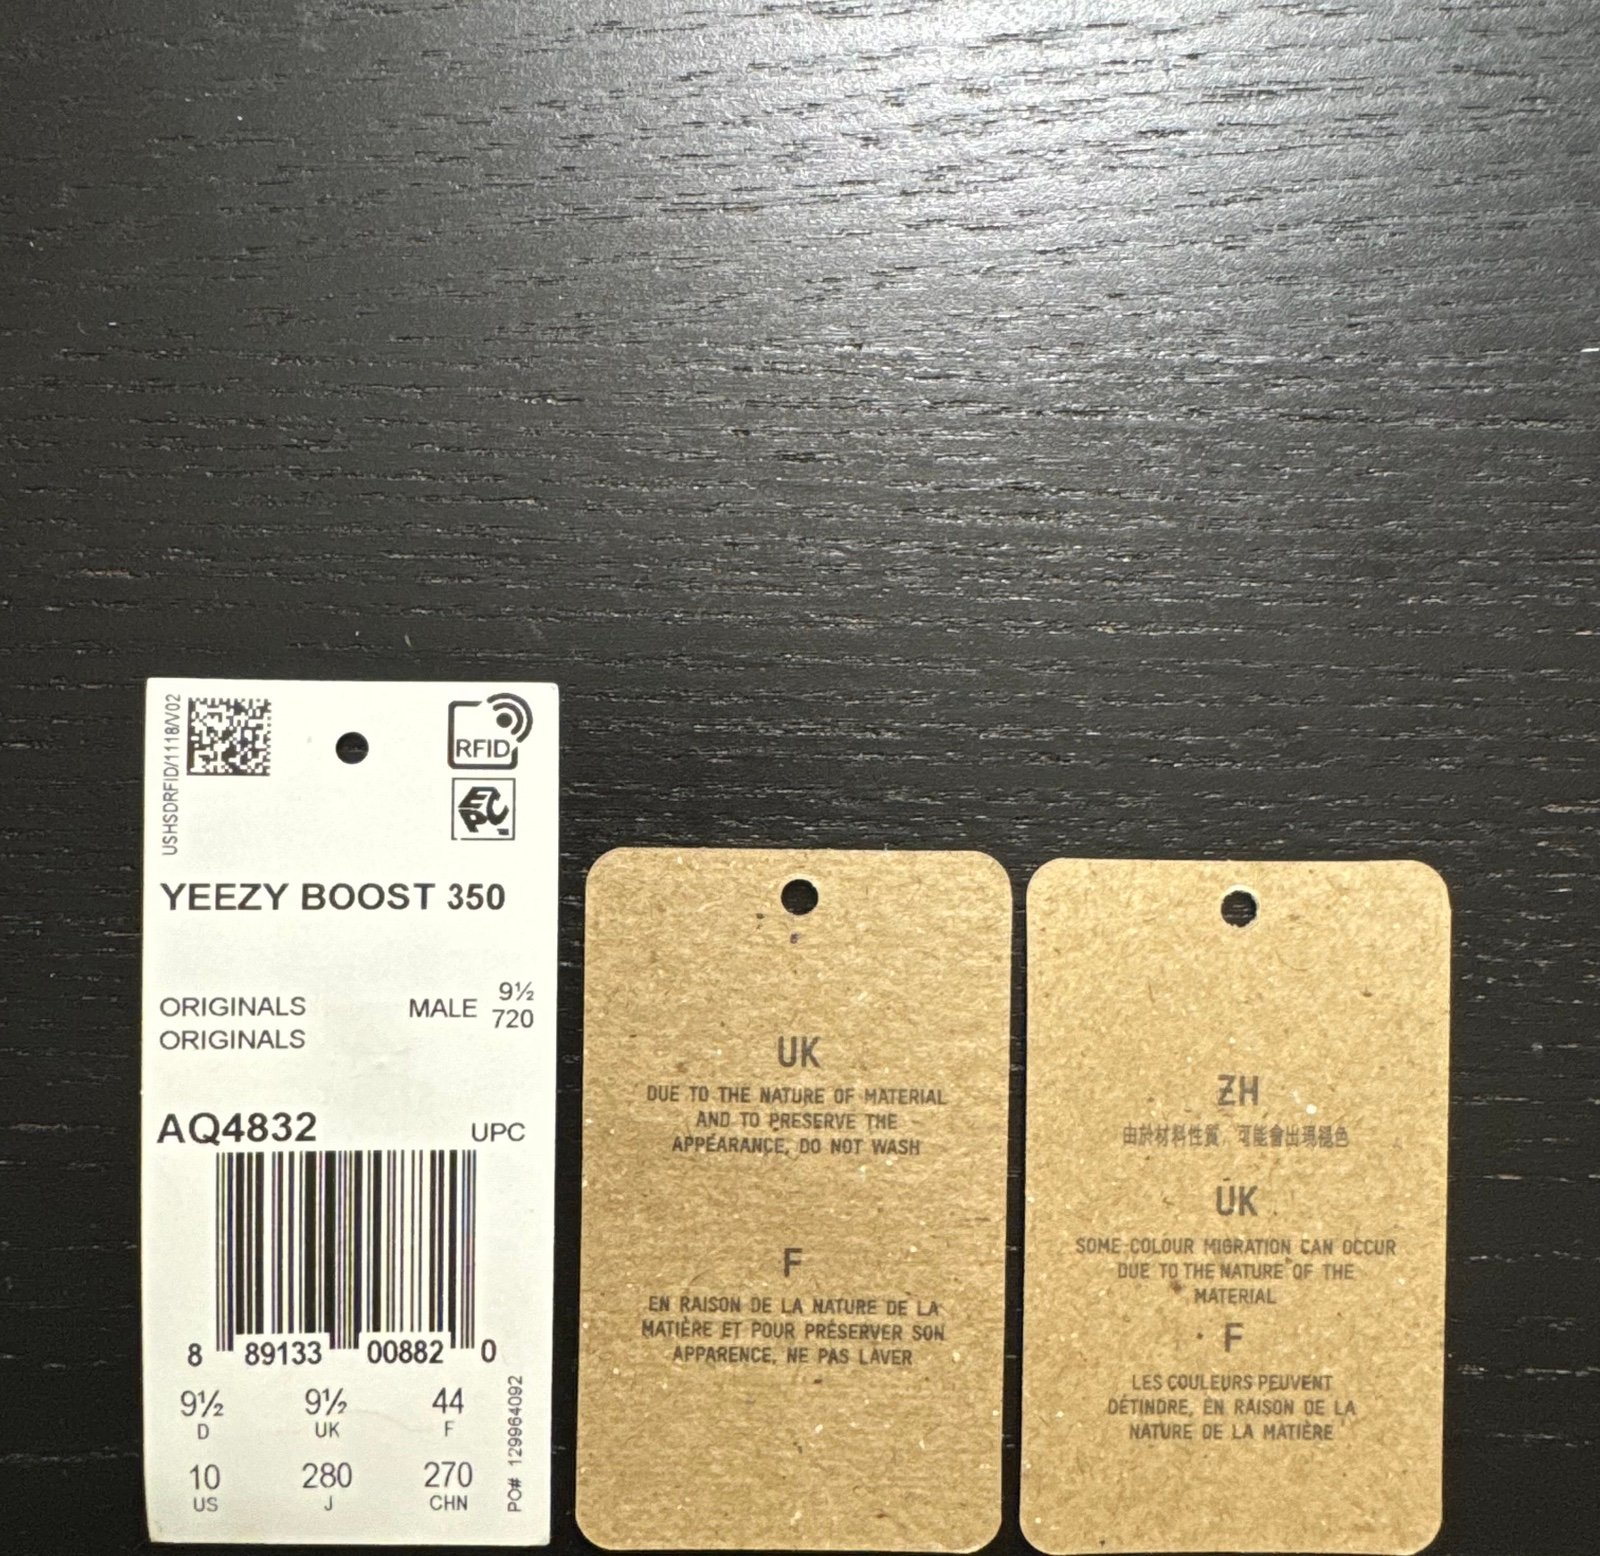 USHSDRFID/1118/V02
RFID
EPC
YEEZY BOOST 350
ORIGINALS MALE 9½
ORIGINALS 720
AQ4832 UPC
8 89133 00882 0
9½ 9½ 44
D UK F
10 280 270
US J CHN
PO# 129964092
UK
DUE TO THE NATURE OF MATERIAL
AND TO PRESERVE THE
APPEARANCE, DO NOT WASH
F
EN RAISON DE LA NATURE DE LA
MATIÈRE ET POUR PRÉSERVER SON
APPARENCE, NE PAS LAVER
ZH
由於材料性質，可能會出現褪色
UK
SOME COLOUR MIGRATION CAN OCCUR
DUE TO THE NATURE OF THE
MATERIAL
F
LES COULEURS PEUVENT
DÉTINDRE, EN RAISON DE LA
NATURE DE LA MATIÈRE